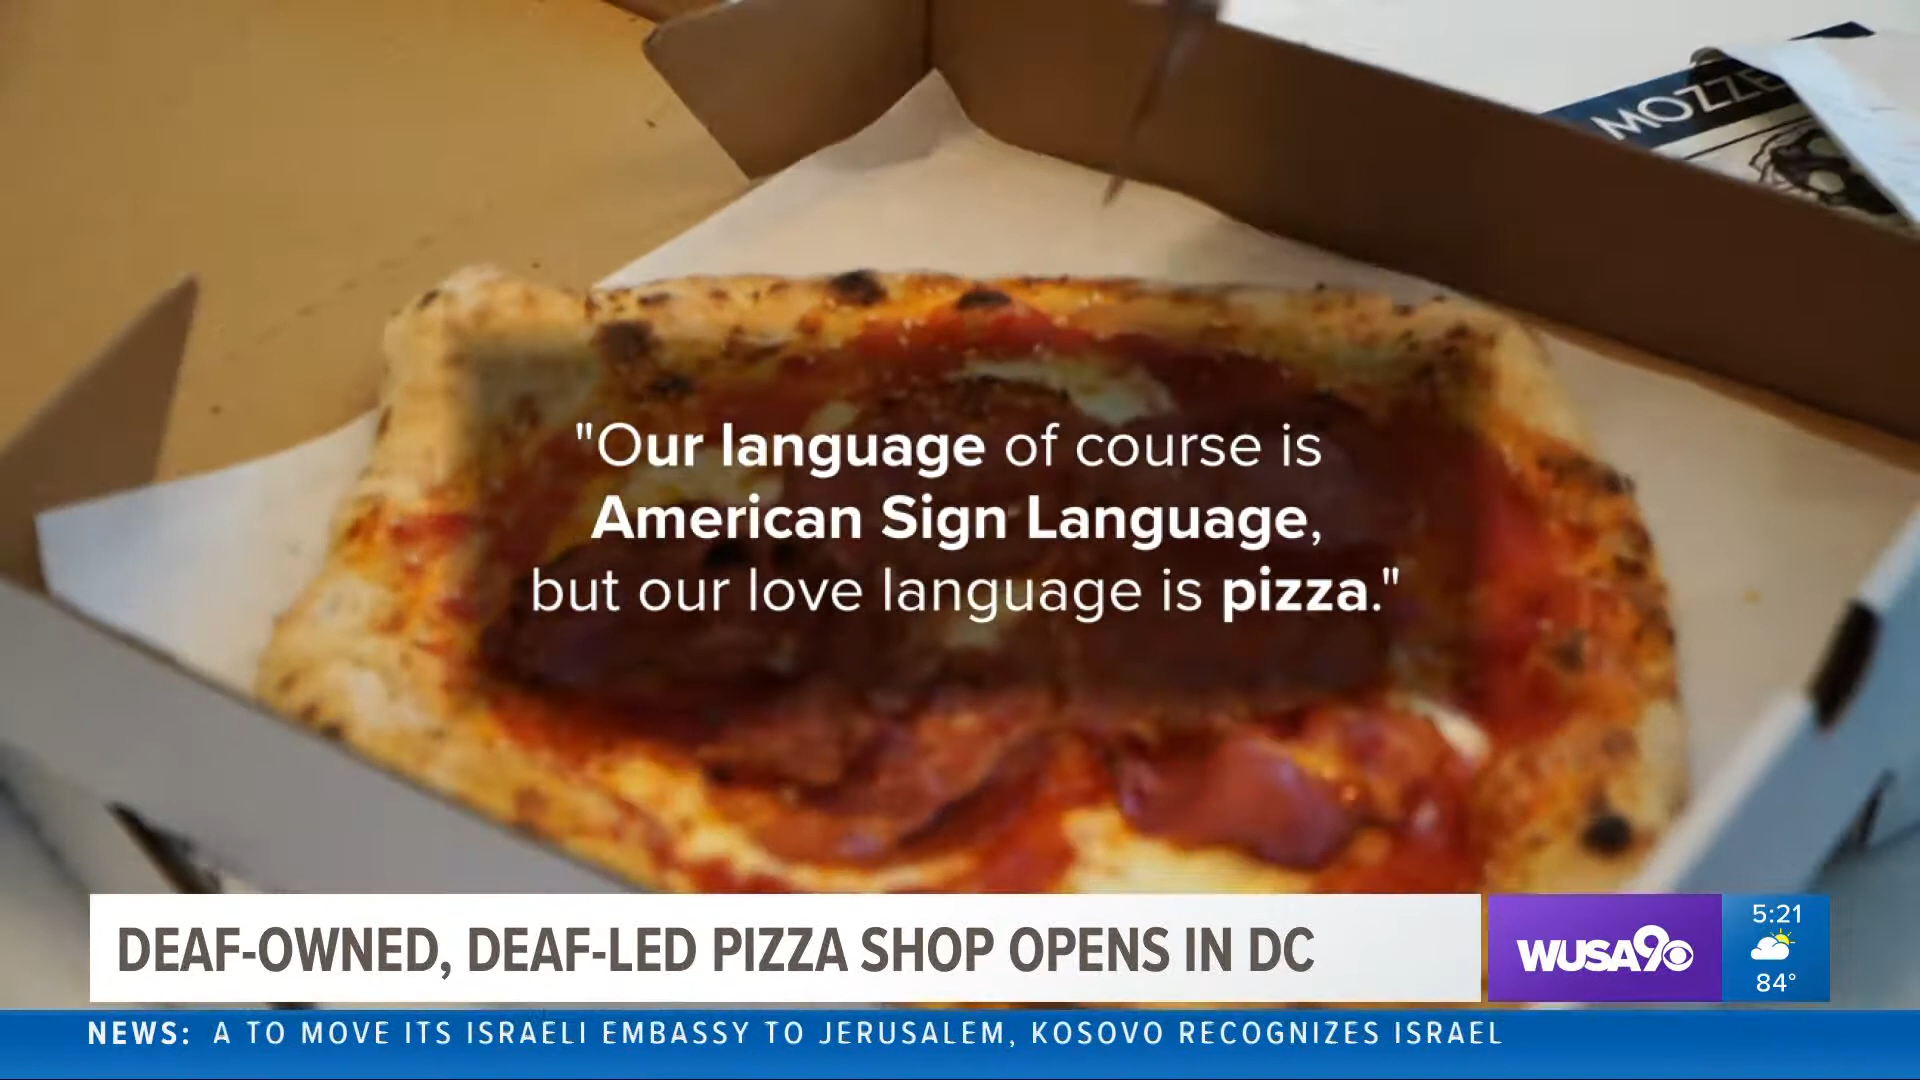 MOZZE
"Our language of course is
American Sign Language,
but our love language is pizza."
DEAF-OWNED, DEAF-LED PIZZA SHOP OPENS IN DC
WUSA9
5:21
84°
NEWS: A TO MOVE ITS ISRAELI EMBASSY TO JERUSALEM, KOSOVO RECOGNIZES ISRAEL